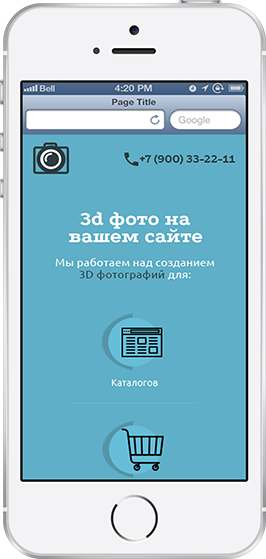 Bell 4:20 PM
Page Title
Google
+7 (900) 33-22-11
3d фото на
вашем сайте
Мы работаем над созданием
3D фотографий для:
Каталогов